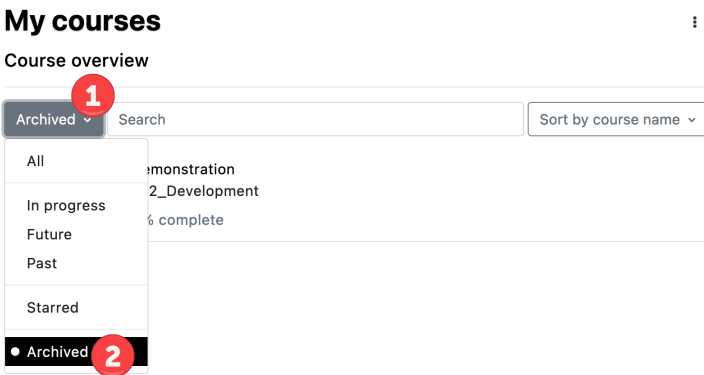 My courses
Course overview
1
Archived Search Sort by course name
All
emonstration
2_Development
In progress
% complete
Future
Past
Starred
Archived 2